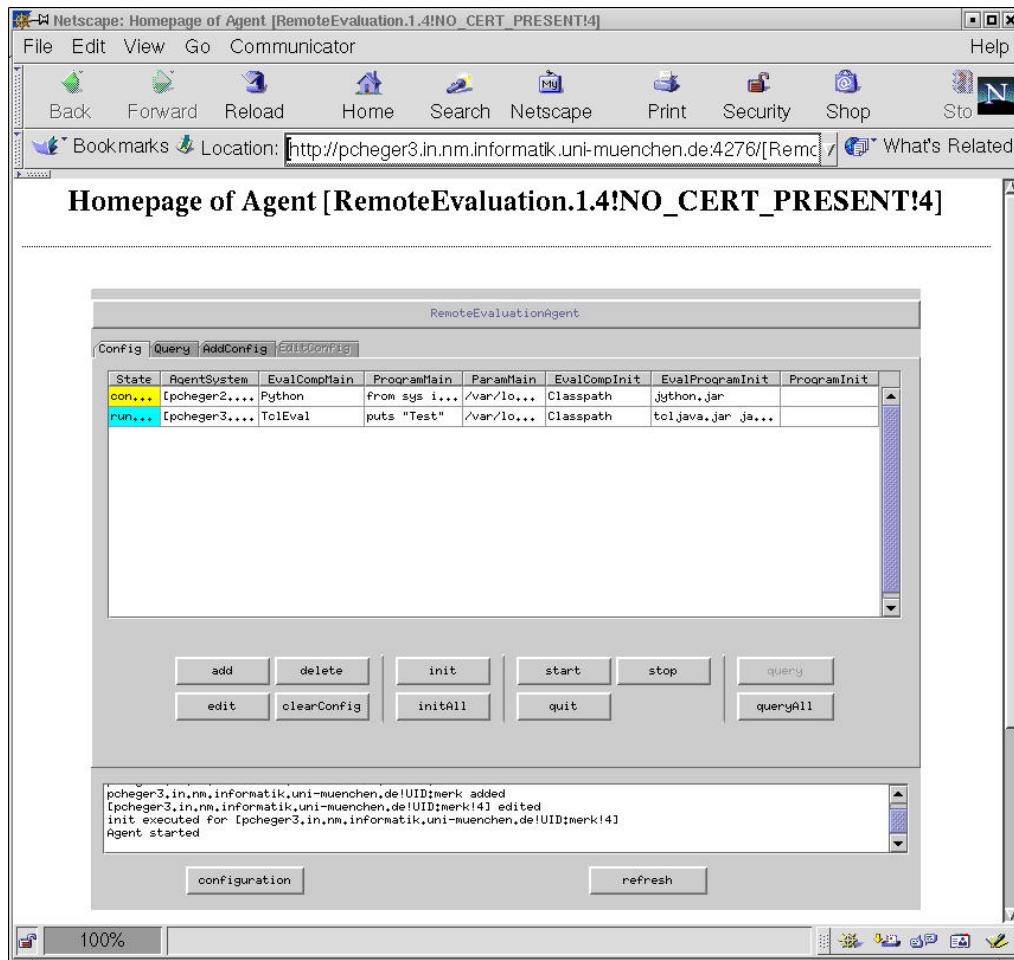 Netscape: Homepage of Agent [RemoteEvaluation.1.4!NO_CERT_PRESENT!4]
File Edit View Go Communicator Help
Back Forward Reload Home Search Netscape Print Security Shop Sto
My
N
Bookmarks Location: http://pcheger3.in.nm.informatik.uni-muenchen.de:4276/[Remo What's Related
Homepage of Agent [RemoteEvaluation.1.4!NO_CERT_PRESENT!4]
RemoteEvaluationAgent
Config Query AddConfig EditConfig
State AgentSystem EvalCompMain ProgramMain ParamMain EvalCompInit EvalProgramInit ProgramInit
con... [pcheger2.... Python from sys i... /var/lo... Classpath jython.jar
run... [pcheger3.... TclEval puts "Test" /var/lo... Classpath tcljava.jar ja...
add delete init start stop query
edit clearConfig initAll quit queryAll
pcheger3.in.nm.informatik.uni-muenchen.de!UID:merk added
[pcheger3.in.nm.informatik.uni-muenchen.de!UID:merk!4] edited
init executed for [pcheger3.in.nm.informatik.uni-muenchen.de!UID:merk!4]
Agent started
configuration refresh
100%